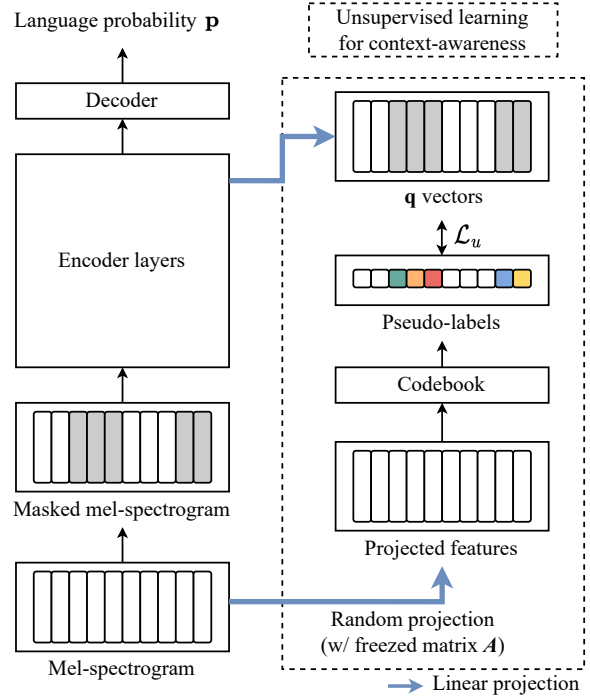 Language probability p
Decoder
Encoder layers
Masked mel-spectrogram
Mel-spectrogram
Unsupervised learning
for context-awareness
q vectors
ℒu
Pseudo-labels
Codebook
Projected features
Random projection
(w/ freezed matrix A)
Linear projection